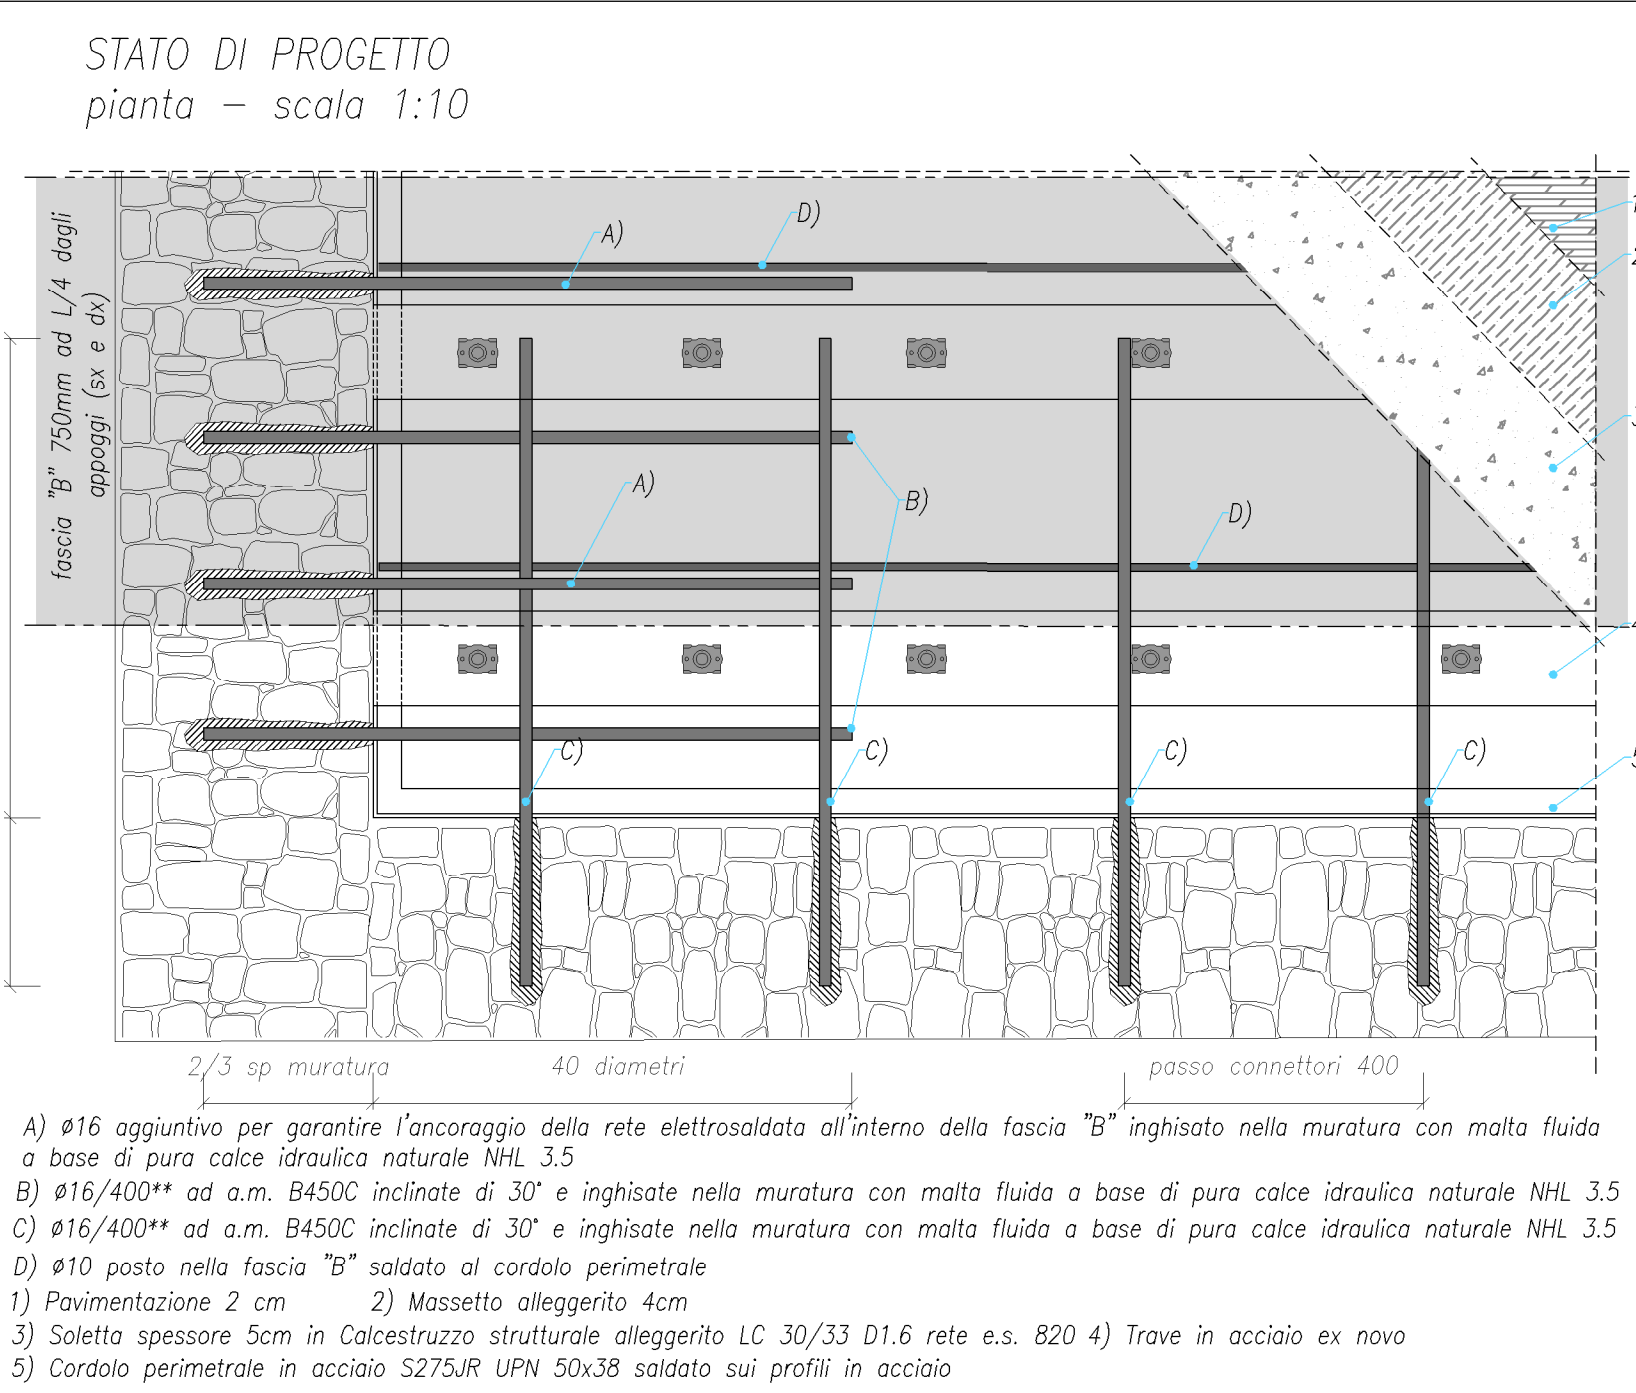 STATO DI PROGETTO
pianta - scala 1:10
fascia "B" 750mm ad L/4 dagli
appoggi (sx e dx)
D)
A)
A)
B)
D)
C)
C)
C)
C)
2/3 sp muratura
40 diametri
passo connettori 400
A) ø16 aggiuntivo per garantire l'ancoraggio della rete elettrosaldata all'interno della fascia "B" inghisato nella muratura con malta fluida
a base di pura calce idraulica naturale NHL 3.5
B) ø16/400** ad a.m. B450C inclinate di 30° e inghisate nella muratura con malta fluida a base di pura calce idraulica naturale NHL 3.5
C) ø16/400** ad a.m. B450C inclinate di 30° e inghisate nella muratura con malta fluida a base di pura calce idraulica naturale NHL 3.5
D) ø10 posto nella fascia "B" saldato al cordolo perimetrale
1) Pavimentazione 2 cm 2) Massetto alleggerito 4cm
3) Soletta spessore 5cm in Calcestruzzo strutturale alleggerito LC 30/33 D1.6 rete e.s. 820 4) Trave in acciaio ex novo
5) Cordolo perimetrale in acciaio S275JR UPN 50x38 saldato sui profili in acciaio